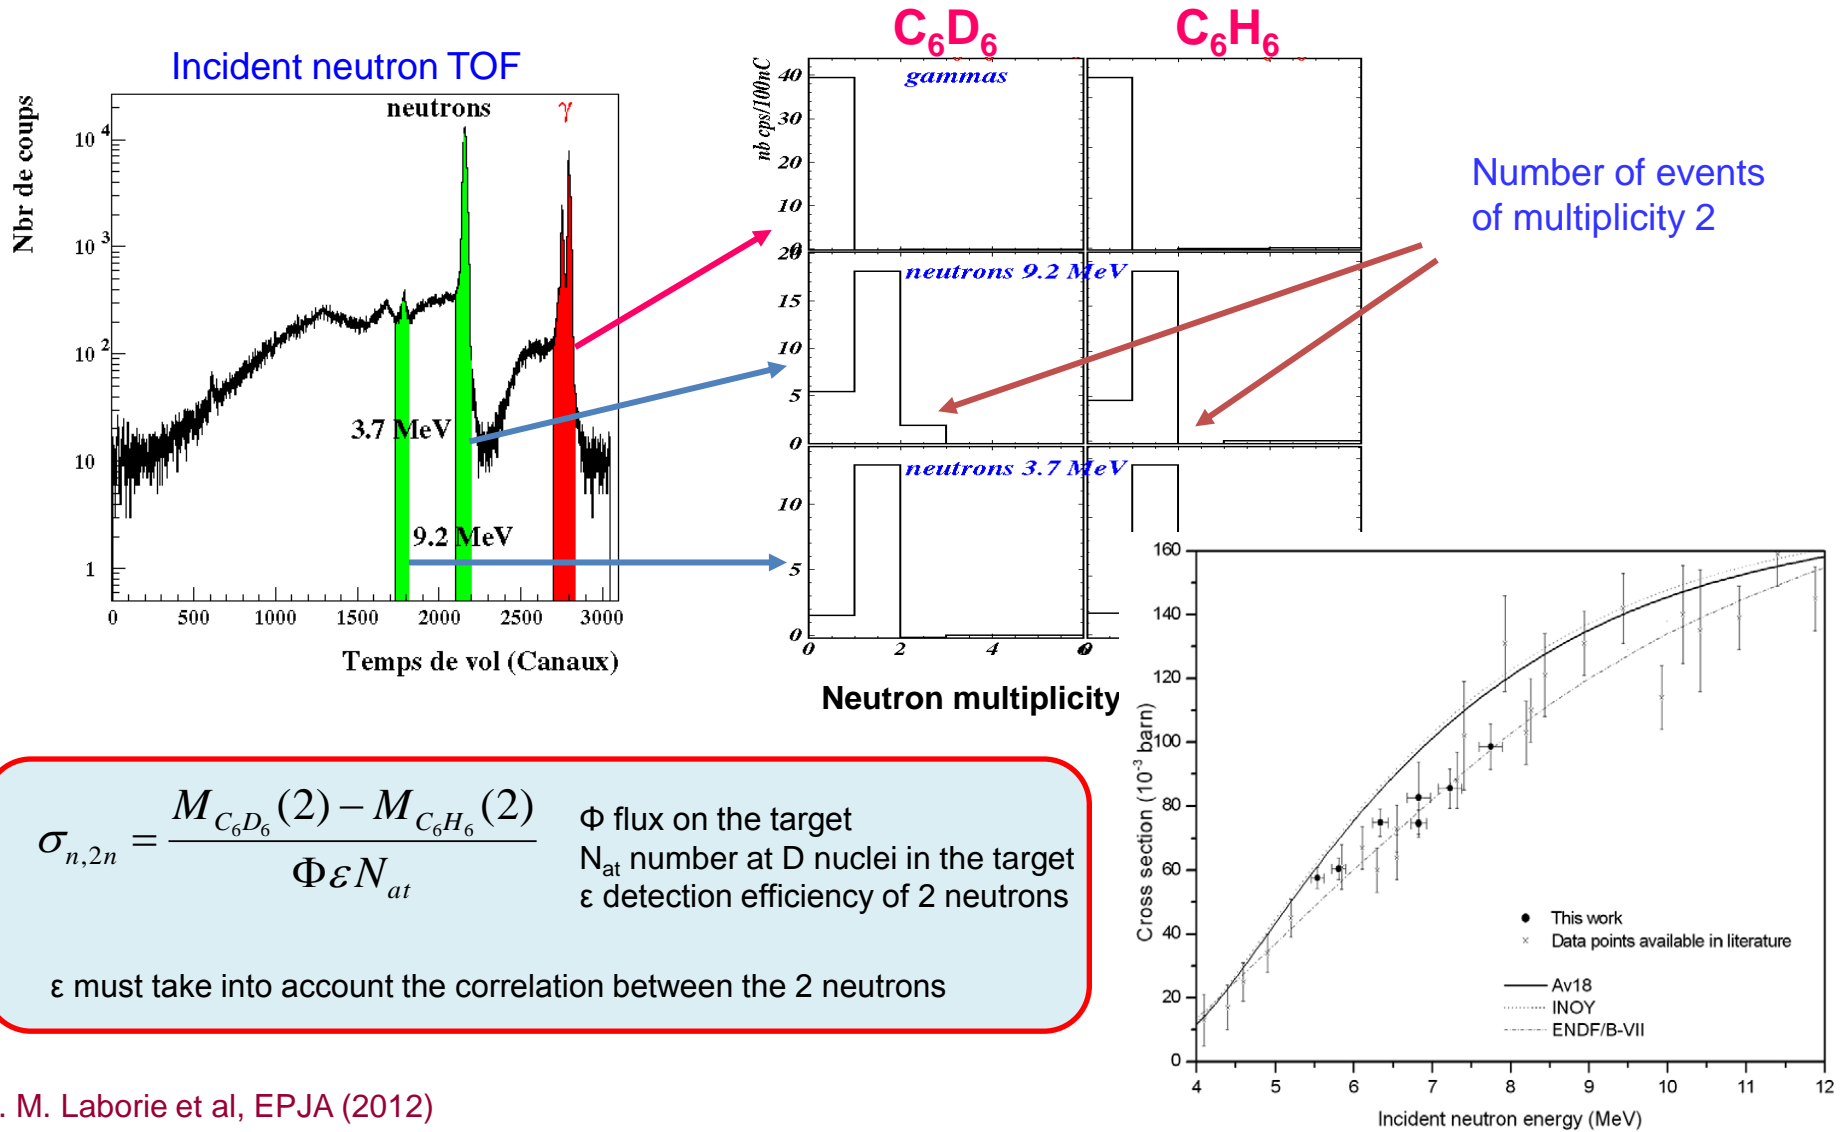 C6D6
C6H6
Incident neutron TOF
Nbr de coups
neutrons
γ
10 4
10 3
10 2
10
1
3.7 MeV
9.2 MeV
0 500 1000 1500 2000 2500 3000
Temps de vol (Canaux)
nb cps/100nC
gammas
40
30
20
10
0
neutrons 9.2 MeV
20
15
10
5
0
neutrons 3.7 MeV
10
5
0
0 2 4 6 0
Neutron multiplicity
Number of events
of multiplicity 2
σn,2n = (MC6D6(2) − MC6H6(2)) / (Φ ε Nat)
Φ flux on the target
Nat number at D nuclei in the target
ε detection efficiency of 2 neutrons
ε must take into account the correlation between the 2 neutrons
Cross section (10-3 barn)
160
140
120
100
80
60
40
20
0
This work
Data points available in literature
Av18
INOY
ENDF/B-VII
4 5 6 7 8 9 10 11 12
Incident neutron energy (MeV)
. M. Laborie et al, EPJA (2012)